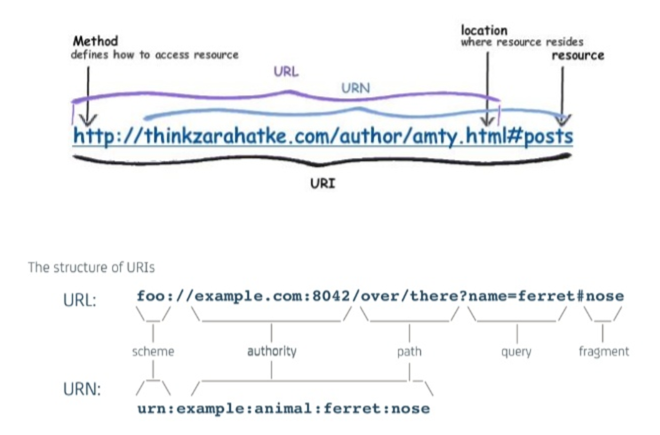 Method
defines how to access resource
location
where resource resides
resource
URL
URN
http://thinkzarahatke.com/author/amty.html#posts
URI
The structure of URIs
URL: foo://example.com:8042/over/there?name=ferret#nose
scheme authority path query fragment
URN:
urn:example:animal:ferret:nose